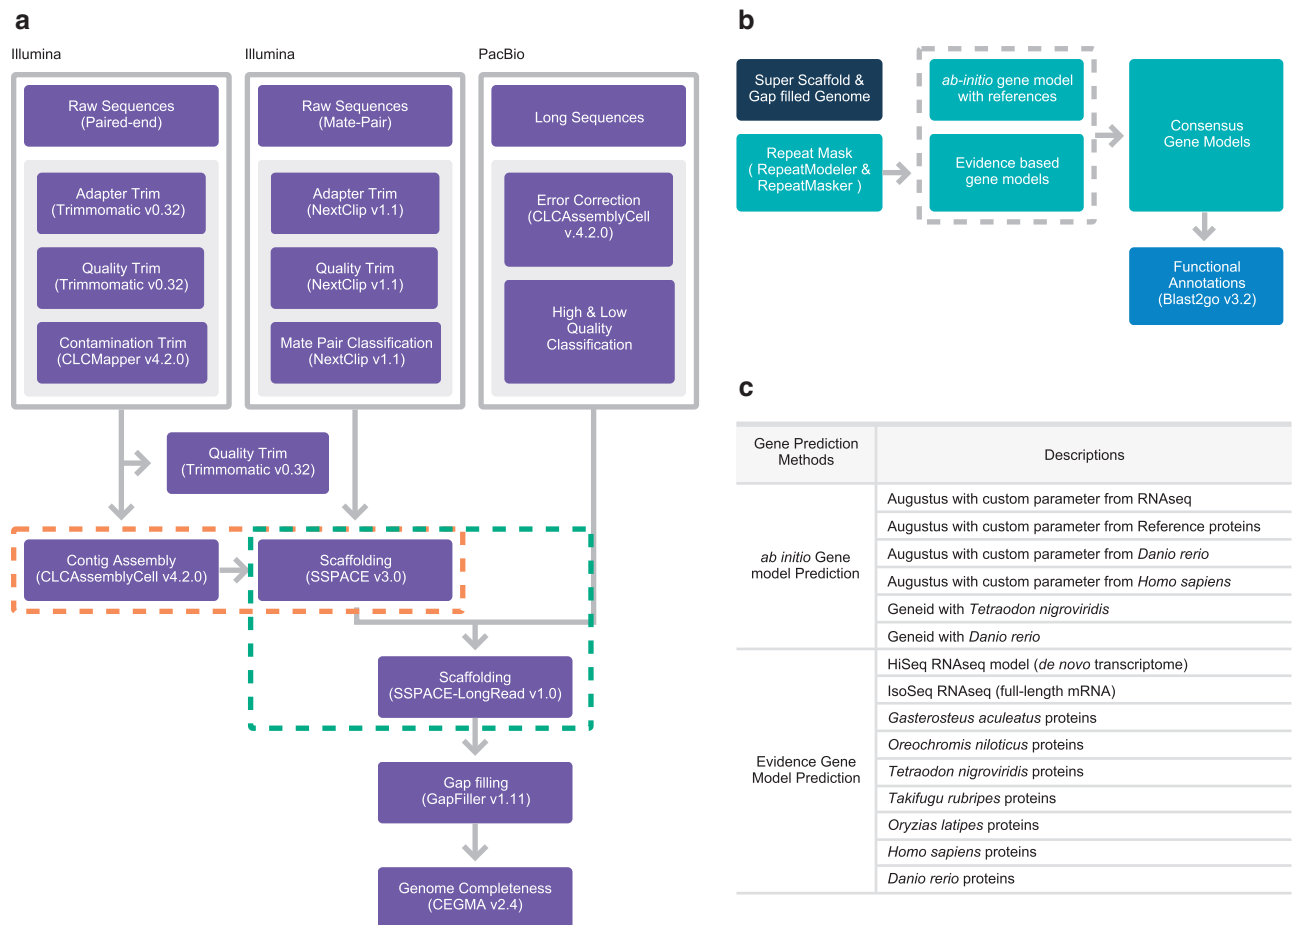 a
Illumina
Raw Sequences
(Paired-end)
Adapter Trim
(Trimmomatic v0.32)
Quality Trim
(Trimmomatic v0.32)
Contamination Trim
(CLCMapper v4.2.0)
Illumina
Raw Sequences
(Mate-Pair)
Adapter Trim
(NextClip v1.1)
Quality Trim
(NextClip v1.1)
Mate Pair Classification
(NextClip v1.1)
PacBio
Long Sequences
Error Correction
(CLCAssemblyCell
v.4.2.0)
High & Low
Quality
Classification
Quality Trim
(Trimmomatic v0.32)
Contig Assembly
(CLCAssemblyCell v4.2.0)
Scaffolding
(SSPACE v3.0)
Scaffolding
(SSPACE-LongRead v1.0)
Gap filling
(GapFiller v1.11)
Genome Completeness
(CEGMA v2.4)
b
Super Scaffold &
Gap filled Genome
Repeat Mask
( RepeatModeler &
RepeatMasker )
ab-initio gene model
with references
Evidence based
gene models
Consensus
Gene Models
Functional
Annotations
(Blast2go v3.2)
c
Gene Prediction
Methods
Descriptions
ab initio Gene
model Prediction
Augustus with custom parameter from RNAseq
Augustus with custom parameter from Reference proteins
Augustus with custom parameter from Danio rerio
Augustus with custom parameter from Homo sapiens
Geneid with Tetraodon nigroviridis
Geneid with Danio rerio
Evidence Gene
Model Prediction
HiSeq RNAseq model (de novo transcriptome)
IsoSeq RNAseq (full-length mRNA)
Gasterosteus aculeatus proteins
Oreochromis niloticus proteins
Tetraodon nigroviridis proteins
Takifugu rubripes proteins
Oryzias latipes proteins
Homo sapiens proteins
Danio rerio proteins